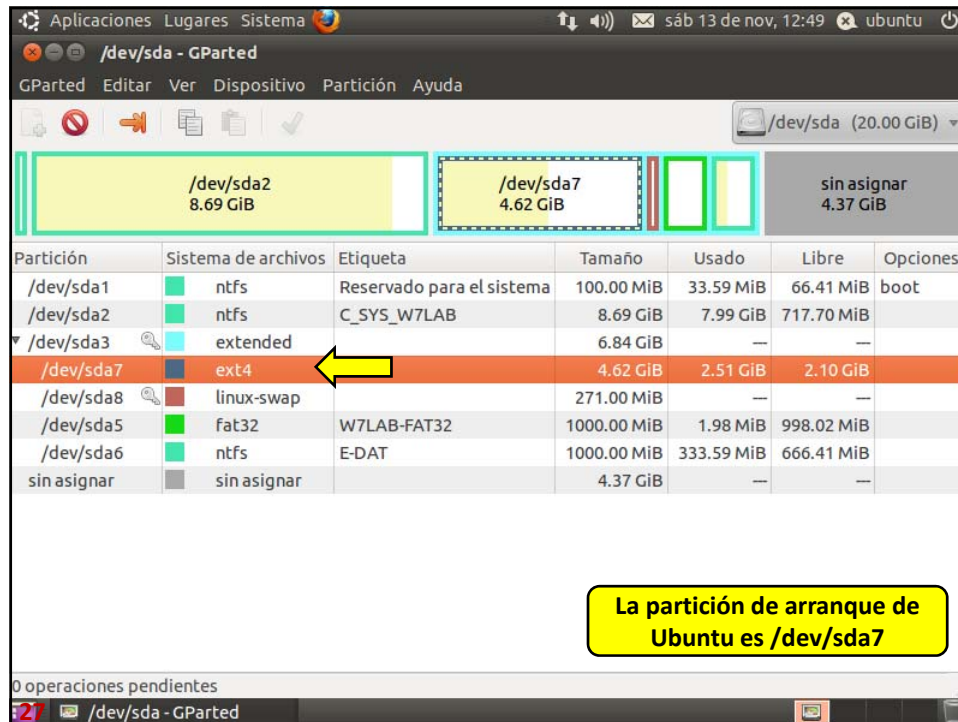 Aplicaciones Lugares Sistema sáb 13 de nov, 12:49 ubuntu
/dev/sda - GParted
GParted Editar Ver Dispositivo Partición Ayuda
/dev/sda (20.00 GiB)
/dev/sda2 /dev/sda7 sin asignar
8.69 GiB 4.62 GiB 4.37 GiB
Partición Sistema de archivos Etiqueta Tamaño Usado Libre Opciones
/dev/sda1 ntfs Reservado para el sistema 100.00 MiB 33.59 MiB 66.41 MiB boot
/dev/sda2 ntfs C_SYS_W7LAB 8.69 GiB 7.99 GiB 717.70 MiB
/dev/sda3 extended 6.84 GiB --- ---
/dev/sda7 ext4 4.62 GiB 2.51 GiB 2.10 GiB
/dev/sda8 linux-swap 271.00 MiB --- ---
/dev/sda5 fat32 W7LAB-FAT32 1000.00 MiB 1.98 MiB 998.02 MiB
/dev/sda6 ntfs E-DAT 1000.00 MiB 333.59 MiB 666.41 MiB
sin asignar sin asignar 4.37 GiB --- ---
La partición de arranque de
Ubuntu es /dev/sda7
0 operaciones pendientes
27 /dev/sda - GParted